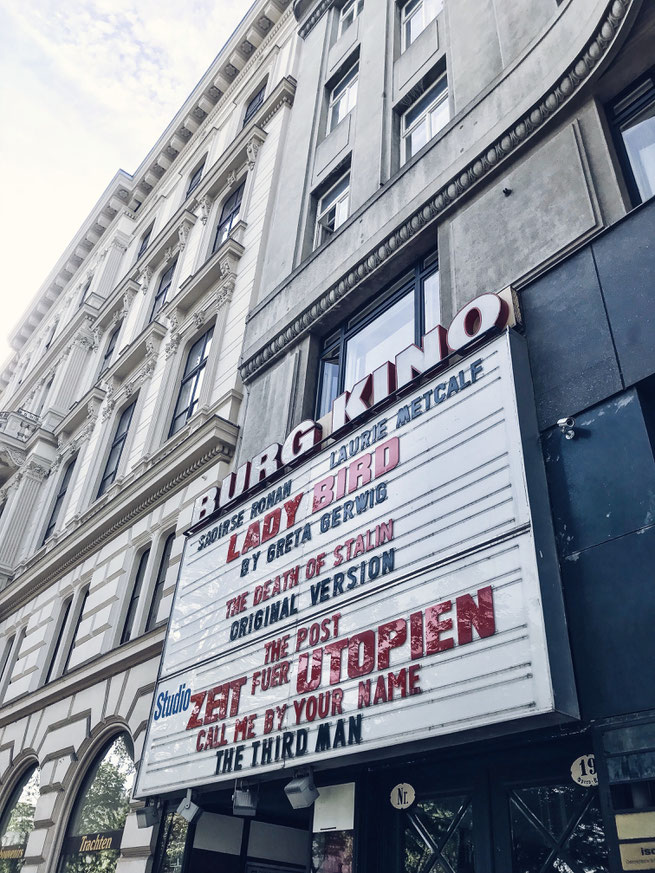 BURG KINO
SAOIRSE RONAN LAURIE METCALF
LADY BIRD
BY GRETA GERWIG
THE DEATH OF STALIN
ORIGINAL VERSION
THE POST
Studio ZEIT FUER UTOPIEN
CALL ME BY YOUR NAME
THE THIRD MAN
Nr.
19
Trachten